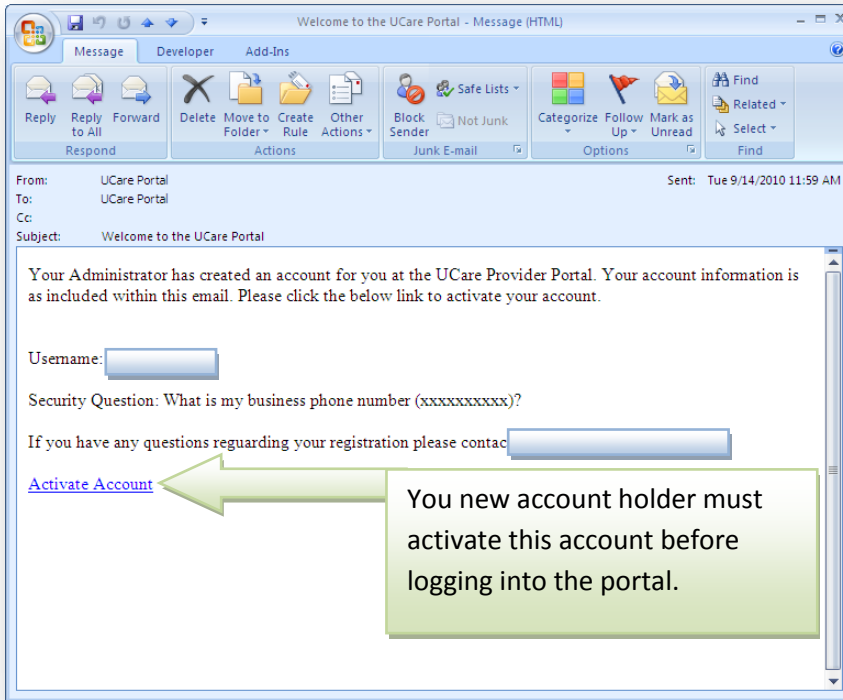 Welcome to the UCare Portal - Message (HTML)
Message Developer Add-Ins
Reply Reply to All Forward
Respond
Delete Move to Folder Create Rule Other Actions
Actions
Block Sender Safe Lists Not Junk
Junk E-mail
Categorize Follow Up Mark as Unread
Options
Find
Related
Select
Find
From: UCare Portal Sent: Tue 9/14/2010 11:59 AM
To: UCare Portal
Cc:
Subject: Welcome to the UCare Portal
Your Administrator has created an account for you at the UCare Provider Portal. Your account information is
as included within this email. Please click the below link to activate your account.
Username:
Security Question: What is my business phone number (xxxxxxxxxx)?
If you have any questions reguarding your registration please contac
Activate Account
You new account holder must
activate this account before
logging into the portal.